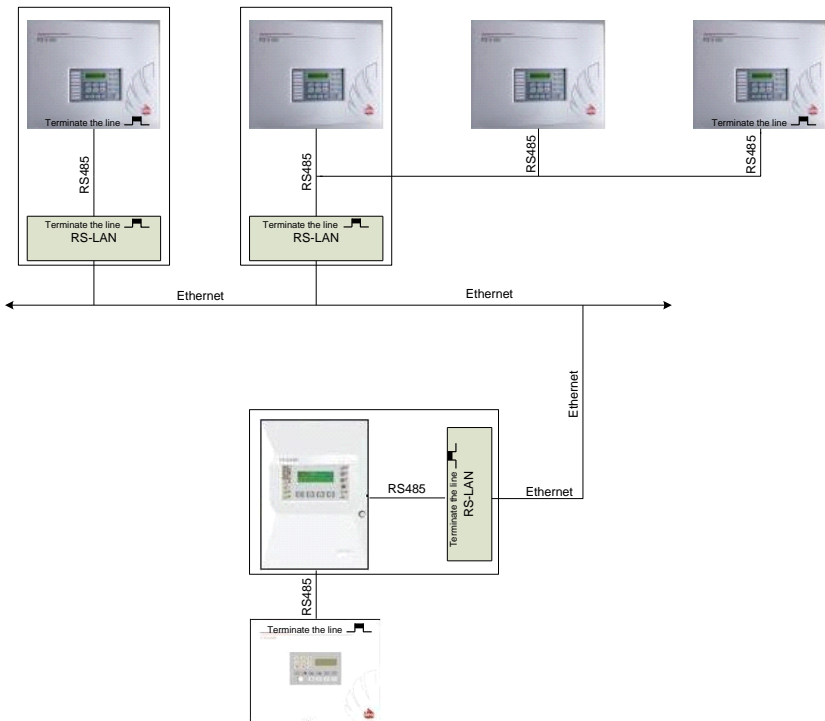 Terminate the line
Terminate the line
RS485
RS485
RS485
RS485
Terminate the line
RS-LAN
Terminate the line
RS-LAN
Ethernet
Ethernet
Ethernet
RS485
Terminate the line
RS-LAN
Ethernet
RS485
Terminate the line